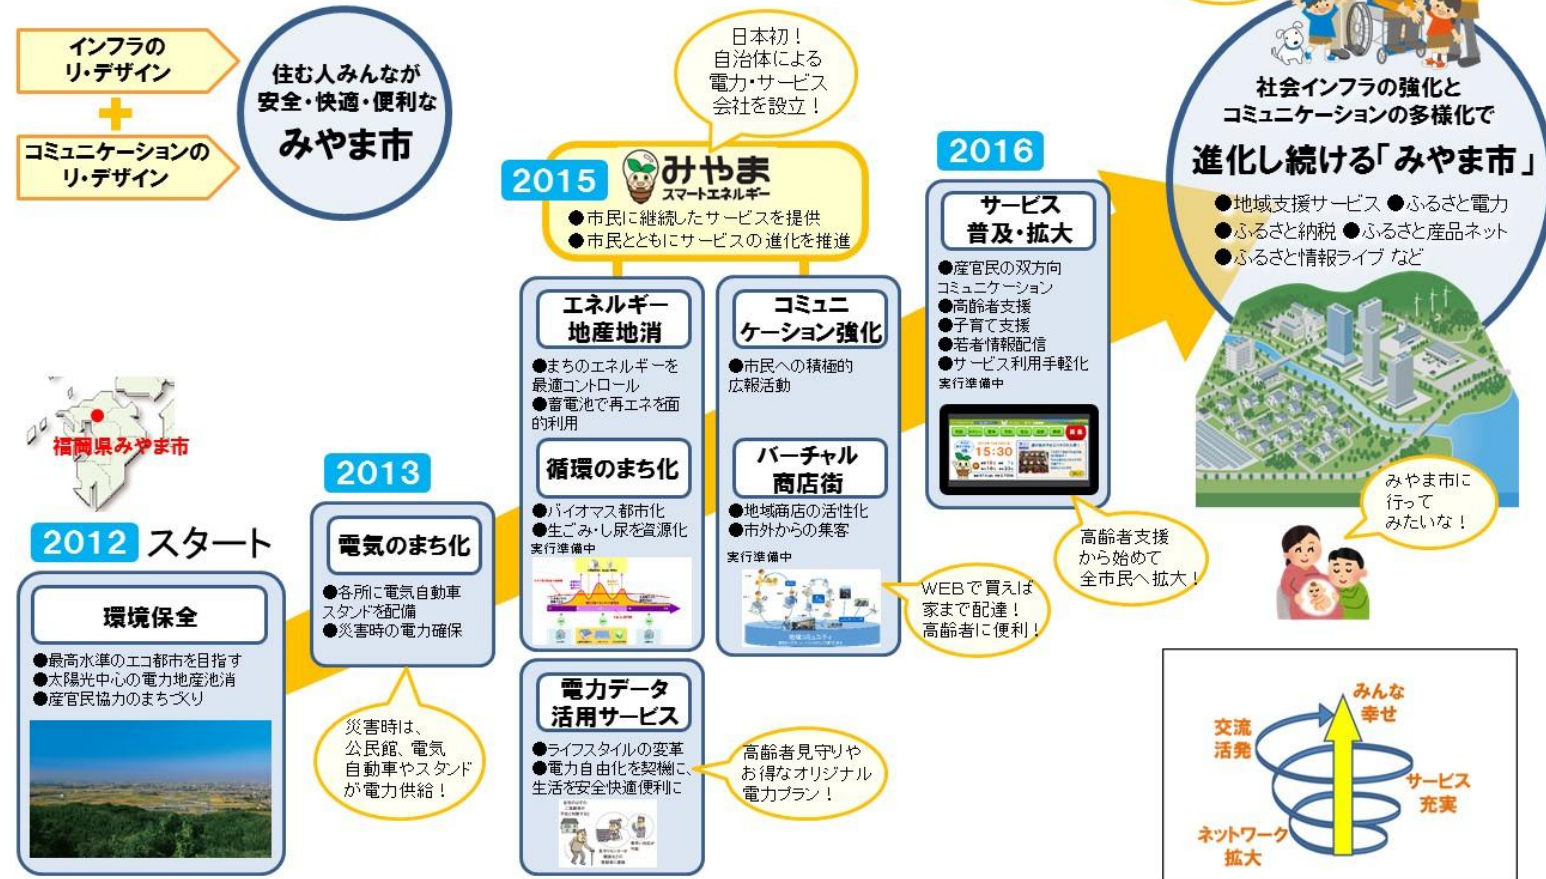 インフラの
リ・デザイン
コミュニケーションの
リ・デザイン
住む人みんなが
安全・快適・便利な
みやま市
日本初！
自治体による
電力・サービス
会社を設立！
2015
みやま
スマートエネルギー
●市民に継続したサービスを提供
●市民とともにサービスの進化を推進
2016
サービス
普及・拡大
●産官民の双方向
コミュニケーション
●高齢者支援
●子育て支援
●若者情報配信
●サービス利用手軽化
実行準備中
15:30
高齢者支援
から始めて
全市民へ拡大！
社会インフラの強化と
コミュニケーションの多様化で
進化し続ける「みやま市」
●地域支援サービス ●ふるさと電力
●ふるさと納税 ●ふるさと産品ネット
●ふるさと情報ライブ など
みやま市に
行って
みたいな！
エネルギー
地産地消
●まちのエネルギーを
最適コントロール
●蓄電池で再エネを面
的利用
循環のまち化
●バイオマス都市化
●生ごみ・し尿を資源化
実行準備中
コミュニ
ケーション強化
●市民への積極的
広報活動
バーチャル
商店街
●地域商店の活性化
●市外からの集客
実行準備中
地域コミュニティ
WEBで買えば
家まで配達！
高齢者に便利！
福岡県みやま市
2012 スタート
環境保全
●最高水準のエコ都市を目指す
●太陽光中心の電力地産池消
●産官民協力のまちづくり
2013
電気のまち化
●各所に電気自動車
スタンドを配備
●災害時の電力確保
災害時は、
公民館、電気
自動車やスタンド
が電力供給！
電力データ
活用サービス
●ライフスタイルの変革
●電力自由化を契機に、
生活を安全快適便利に
高齢者見守りや
お得なオリジナル
電力プラン！
みんな
幸せ
交流
活発
サービス
充実
ネットワーク
拡大